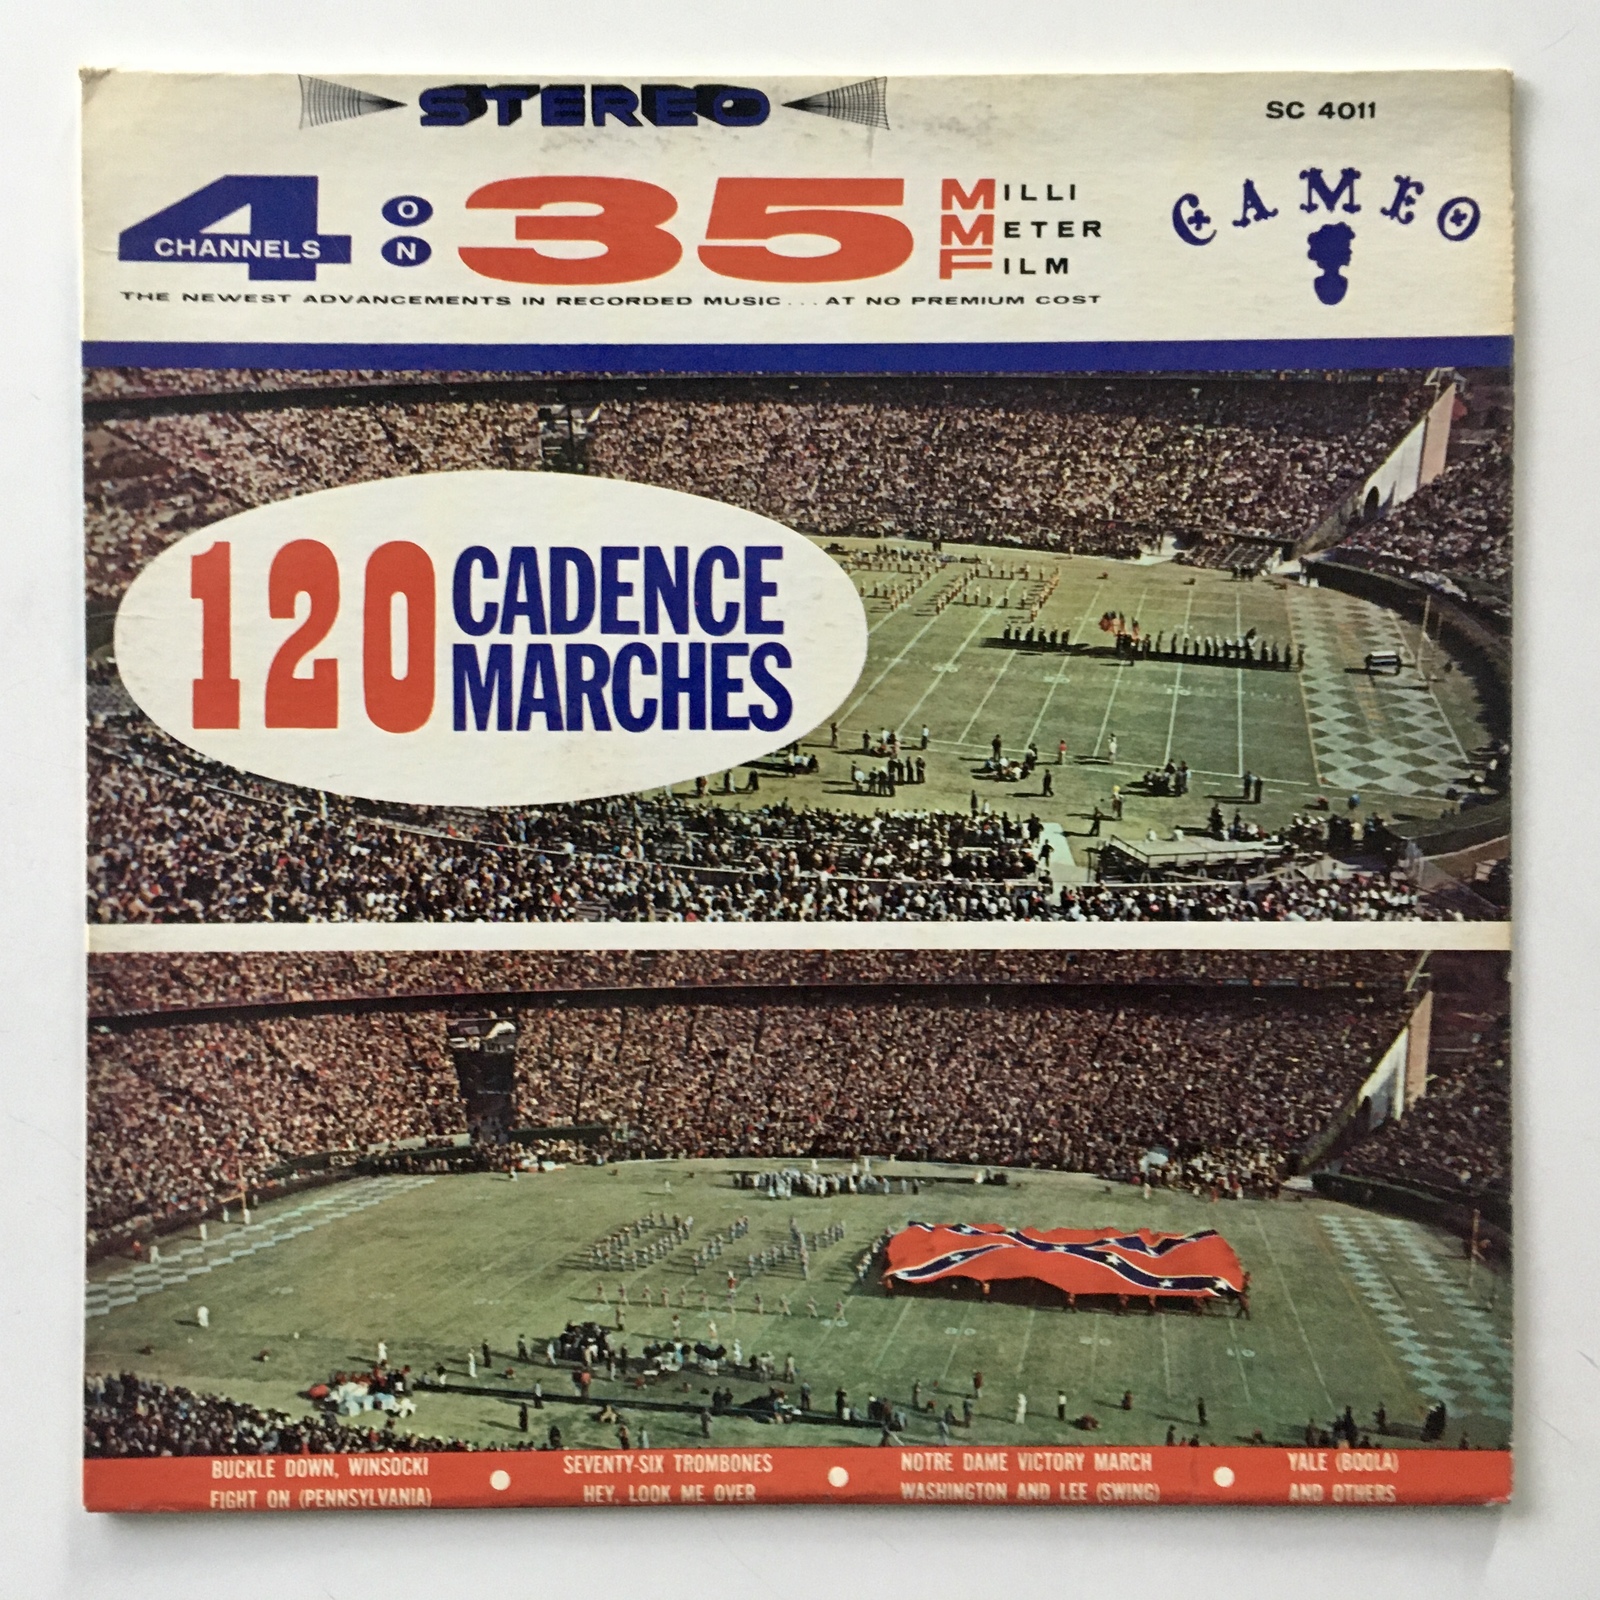 STEREO
SC 4011
4 CHANNELS ON 35 MILLI METER FILM
CAMEO
THE NEWEST ADVANCEMENTS IN RECORDED MUSIC...AT NO PREMIUM COST
120 CADENCE
MARCHES
BUCKLE DOWN, WINSOCKI
FIGHT ON (PENNSYLVANIA)
SEVENTY-SIX TROMBONES
HEY, LOOK ME OVER
NOTRE DAME VICTORY MARCH
WASHINGTON AND LEE (SWING)
YALE (BOOLA)
AND OTHERS